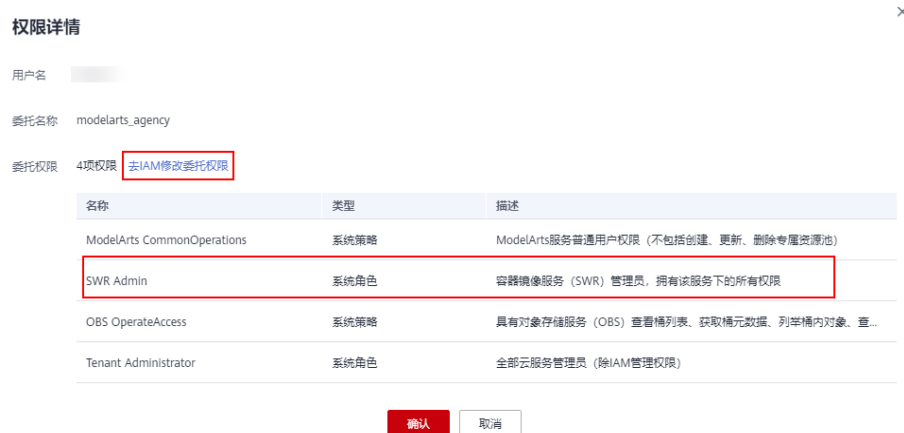 权限详情
用户名
委托名称 modelarts_agency
委托权限 4项权限 去IAM修改委托权限
名称 类型 描述
ModelArts CommonOperations 系统策略 ModelArts服务普通用户权限（不包括创建、更新、删除专属资源池）
SWR Admin 系统角色 容器镜像服务（SWR）管理员，拥有该服务下的所有权限
OBS OperateAccess 系统策略 具有对象存储服务（OBS）查看桶列表、获取桶元数据、列举桶内对象、查...
Tenant Administrator 系统角色 全部云服务管理员（除IAM管理权限）
确认 取消